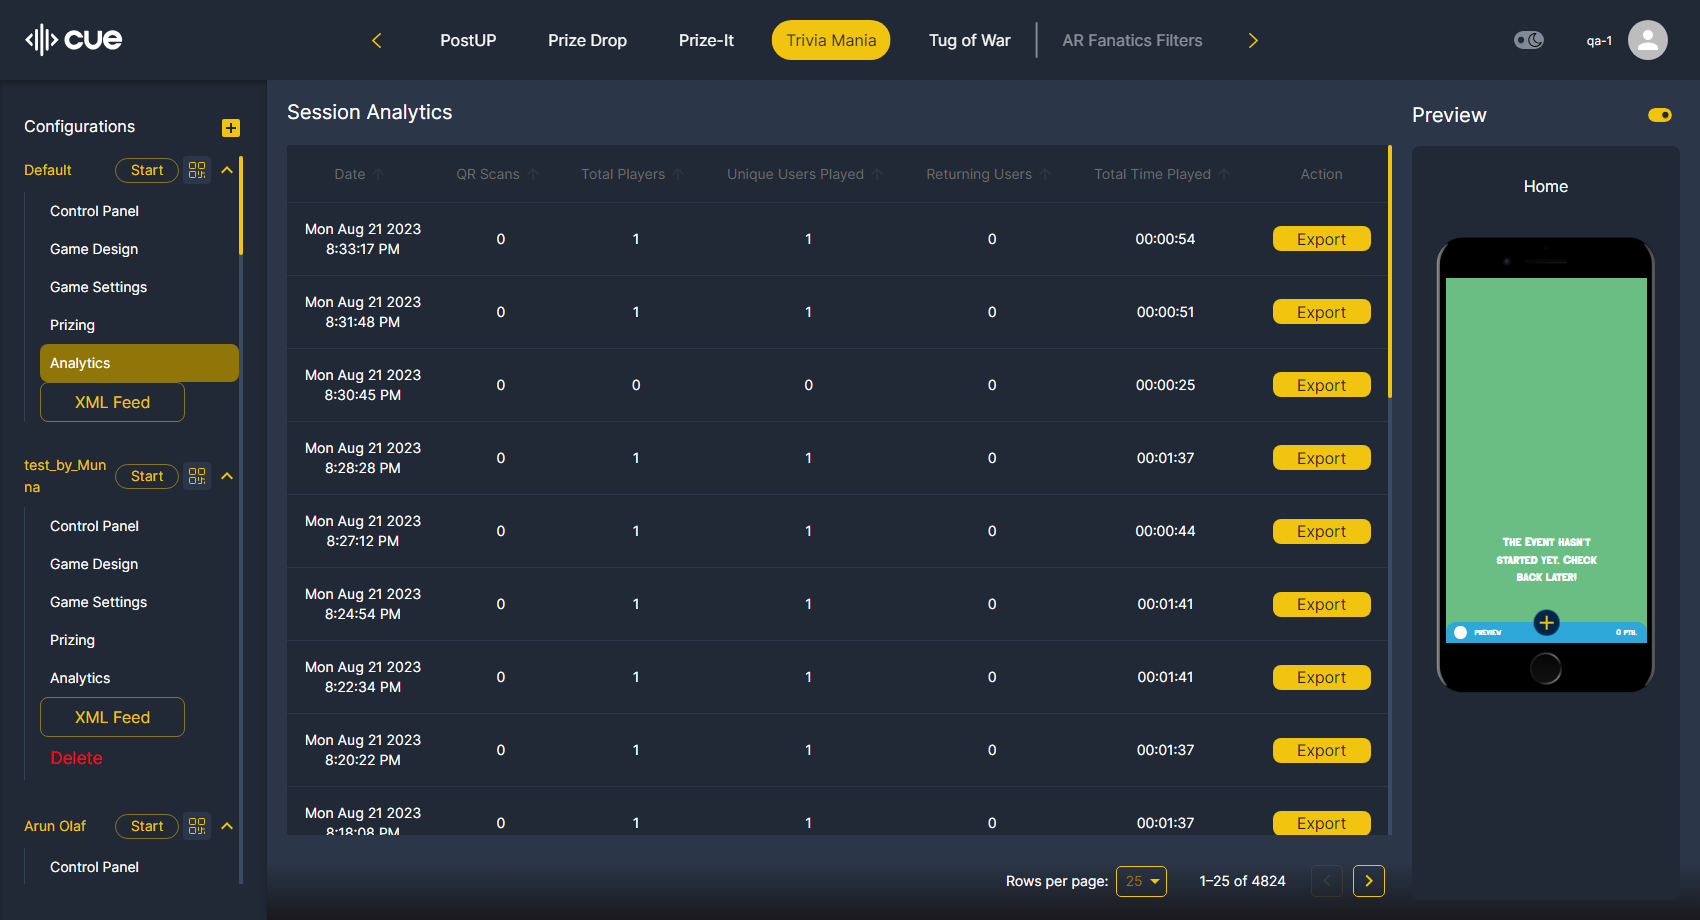 cue
PostUP
Prize Drop
Prize-It
Trivia Mania
Tug of War
AR Fanatics Filters
qa-1
Configurations
Default
Start
Control Panel
Game Design
Game Settings
Prizing
Analytics
XML Feed
test_by_Mun
na
Start
Control Panel
Game Design
Game Settings
Prizing
Analytics
XML Feed
Delete
Arun Olaf
Start
Control Panel
Session Analytics
Date QR Scans Total Players Unique Users Played Returning Users Total Time Played Action
Mon Aug 21 2023
8:33:17 PM
0 1 1 0 00:00:54 Export
Mon Aug 21 2023
8:31:48 PM
0 1 1 0 00:00:51 Export
Mon Aug 21 2023
8:30:45 PM
0 0 0 0 00:00:25 Export
Mon Aug 21 2023
8:28:28 PM
0 1 1 0 00:01:37 Export
Mon Aug 21 2023
8:27:12 PM
0 1 1 0 00:00:44 Export
Mon Aug 21 2023
8:24:54 PM
0 1 1 0 00:01:41 Export
Mon Aug 21 2023
8:22:34 PM
0 1 1 0 00:01:41 Export
Mon Aug 21 2023
8:20:22 PM
0 1 1 0 00:01:37 Export
Mon Aug 21 2023
8:18:08 PM
0 1 1 0 00:01:37 Export
Rows per page: 25 1–25 of 4824
Preview
Home
The Event hasn't
started yet. Check
back later!
PREVIEW
0 PTS.